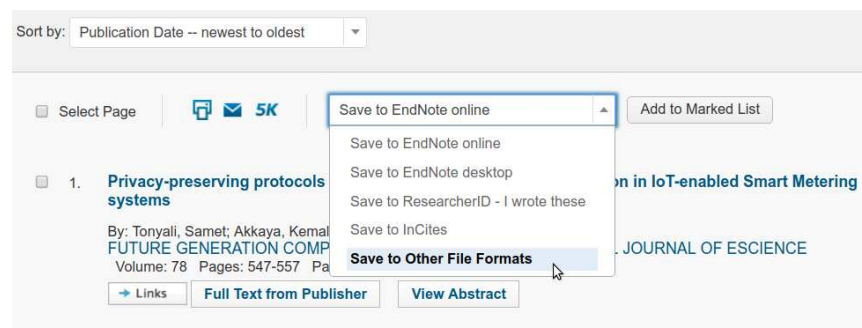 Sort by: Publication Date -- newest to oldest
Select Page 5K Save to EndNote online Add to Marked List
Save to EndNote online
Save to EndNote desktop
1. Privacy-preserving protocols on in IoT-enabled Smart Metering
systems
Save to ResearcherID - I wrote these
By: Tonyali, Samet; Akkaya, Kemal
Save to InCites
FUTURE GENERATION COMP JOURNAL OF ESCIENCE
Save to Other File Formats
Volume: 78 Pages: 547-557 Pa
Links Full Text from Publisher View Abstract